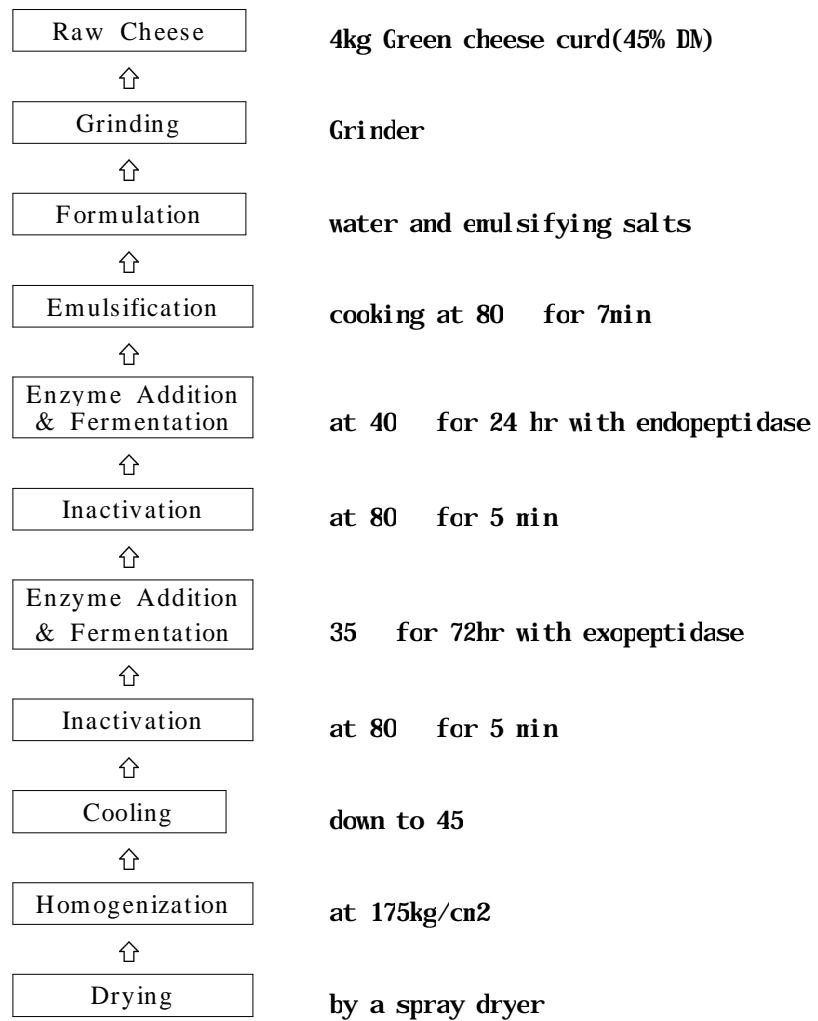 Raw Cheese
4kg Green cheese curd(45% DM)
⇧
Grinding
Grinder
⇧
Formulation
water and emulsifying salts
⇧
Emulsification
cooking at 80 for 7min
⇧
Enzyme Addition
& Fermentation
at 40 for 24 hr with endopeptidase
⇧
Inactivation
at 80 for 5 min
⇧
Enzyme Addition
& Fermentation
35 for 72hr with exopeptidase
⇧
Inactivation
at 80 for 5 min
⇧
Cooling
down to 45
⇧
Homogenization
at 175kg/cm2
⇧
Drying
by a spray dryer